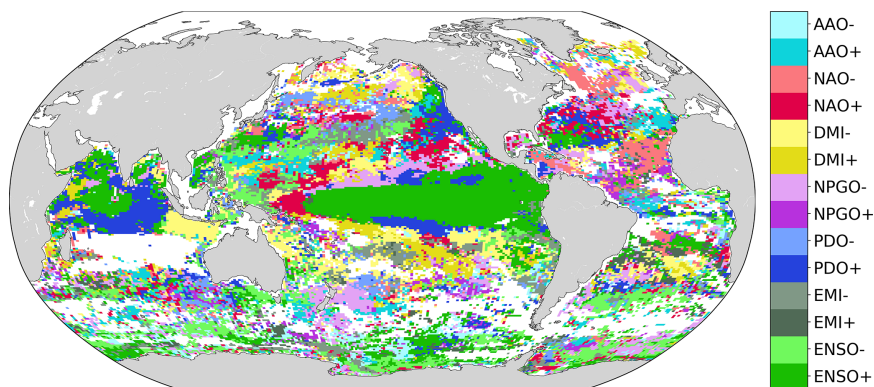 AAO-
AAO+
NAO-
NAO+
DMI-
DMI+
NPGO-
NPGO+
PDO-
PDO+
EMI-
EMI+
ENSO-
ENSO+